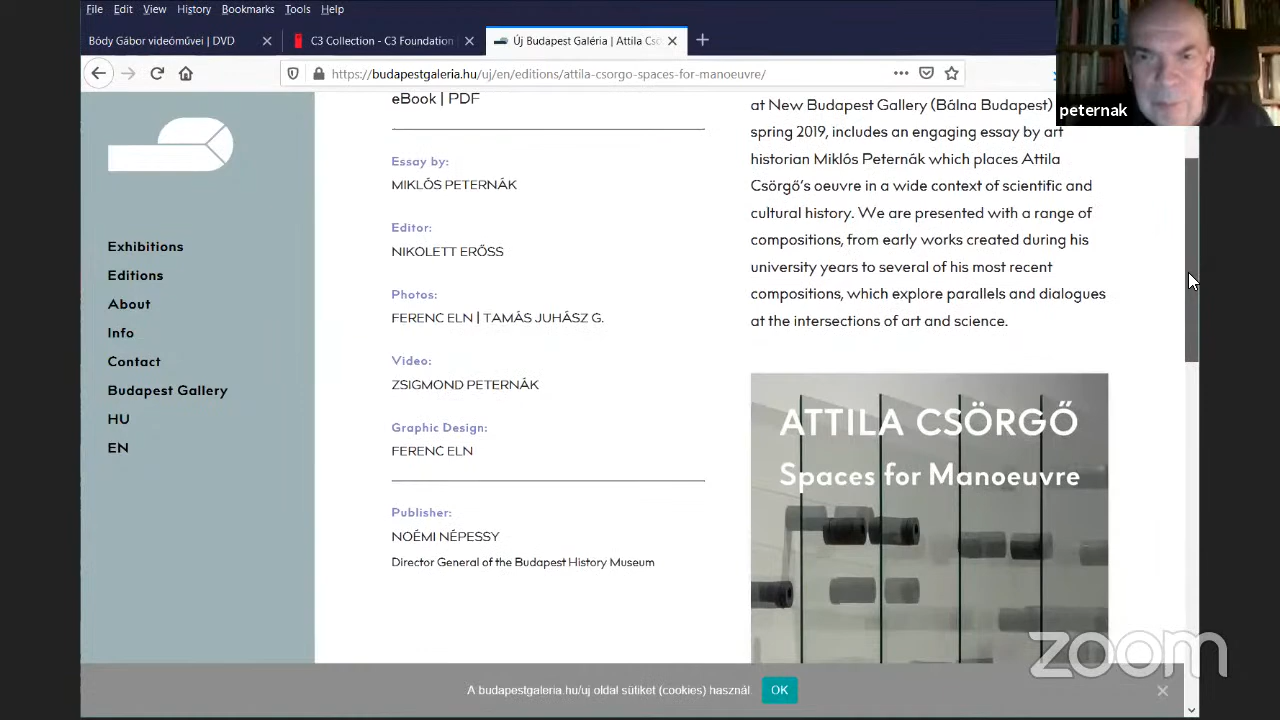 File Edit View History Bookmarks Tools Help
Bódy Gábor videóművei | DVD
C3 Collection - C3 Foundation
Új Budapest Galéria | Attila Csö
https://budapestgaleria.hu/uj/en/editions/attila-csorgo-spaces-for-manoeuvre/
peternak
Exhibitions
Editions
About
Info
Contact
Budapest Gallery
HU
EN
eBook | PDF
Essay by:
MIKLÓS PETERNÁK
Editor:
NIKOLETT ERŐSS
Photos:
FERENC ELN | TAMÁS JUHÁSZ G.
Video:
ZSIGMOND PETERNÁK
Graphic Design:
FERENC ELN
Publisher:
NOÉMI NÉPESSY
Director General of the Budapest History Museum
at New Budapest Gallery (Bálna Budapest)
spring 2019, includes an engaging essay by art
historian Miklós Peternák which places Attila
Csörgő's oeuvre in a wide context of scientific and
cultural history. We are presented with a range of
compositions, from early works created during his
university years to several of his most recent
compositions, which explore parallels and dialogues
at the intersections of art and science.
ATTILA CSÖRGŐ
Spaces for Manoeuvre
zoom
A budapestgaleria.hu/uj oldal sütiket (cookies) használ.
OK